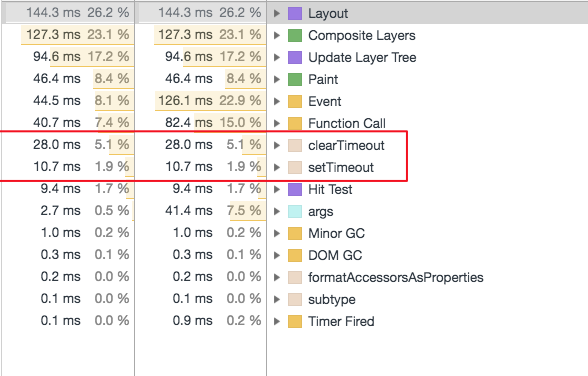 144.3 ms 26.2 % 144.3 ms 26.2 % Layout
127.3 ms 23.1 % 127.3 ms 23.1 % Composite Layers
94.6 ms 17.2 % 94.6 ms 17.2 % Update Layer Tree
46.4 ms 8.4 % 46.4 ms 8.4 % Paint
44.5 ms 8.1 % 126.1 ms 22.9 % Event
40.7 ms 7.4 % 82.4 ms 15.0 % Function Call
28.0 ms 5.1 % 28.0 ms 5.1 % clearTimeout
10.7 ms 1.9 % 10.7 ms 1.9 % setTimeout
9.4 ms 1.7 % 9.4 ms 1.7 % Hit Test
2.7 ms 0.5 % 41.4 ms 7.5 % args
1.0 ms 0.2 % 1.0 ms 0.2 % Minor GC
0.3 ms 0.1 % 0.3 ms 0.1 % DOM GC
0.2 ms 0.0 % 0.2 ms 0.0 % formatAccessorsAsProperties
0.1 ms 0.0 % 0.1 ms 0.0 % subtype
0.1 ms 0.0 % 0.9 ms 0.2 % Timer Fired